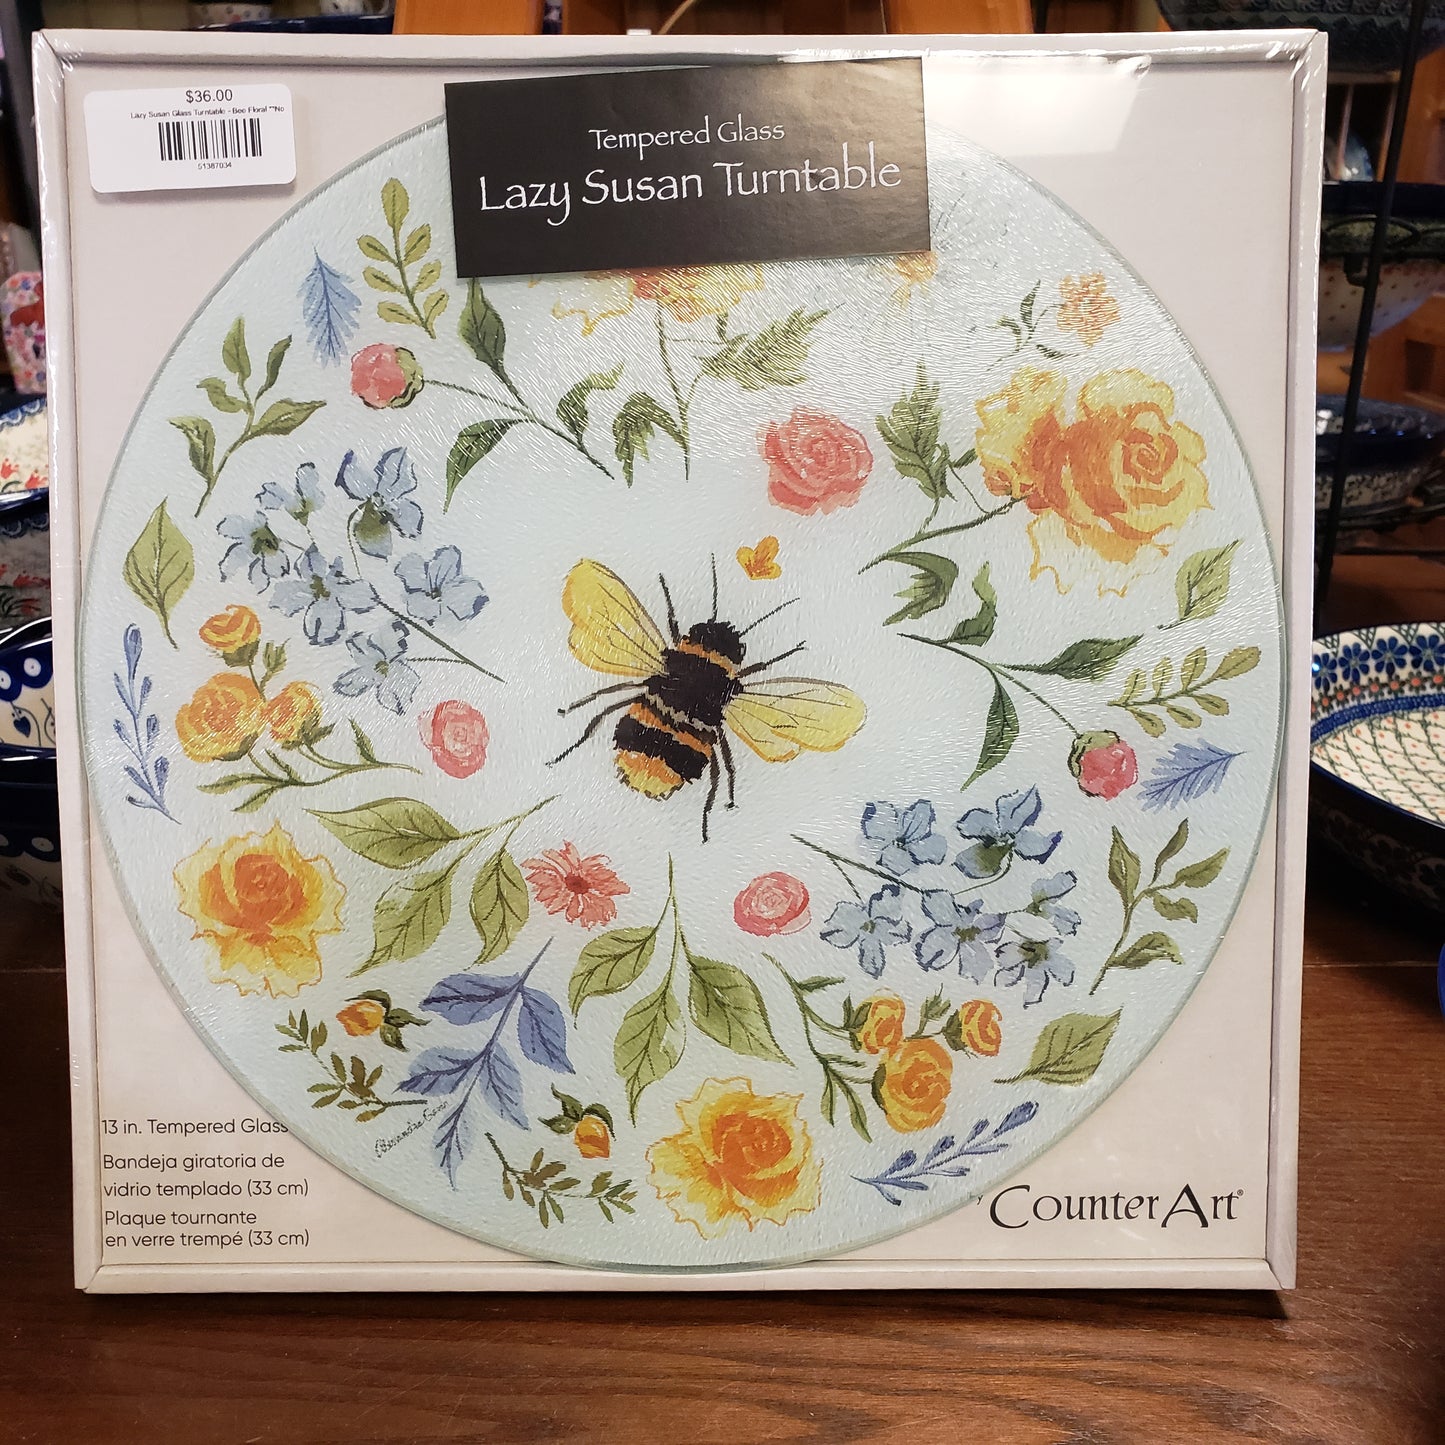 $36.00
Lazy Susan Glass Turntable - Bee Floral **No
51387034
Tempered Glass
Lazy Susan Turntable
13 in. Tempered Glass
Bandeja giratoria de
vidrio templado (33 cm)
Plaque tournante
en verre trempé (33 cm)
CounterArt®